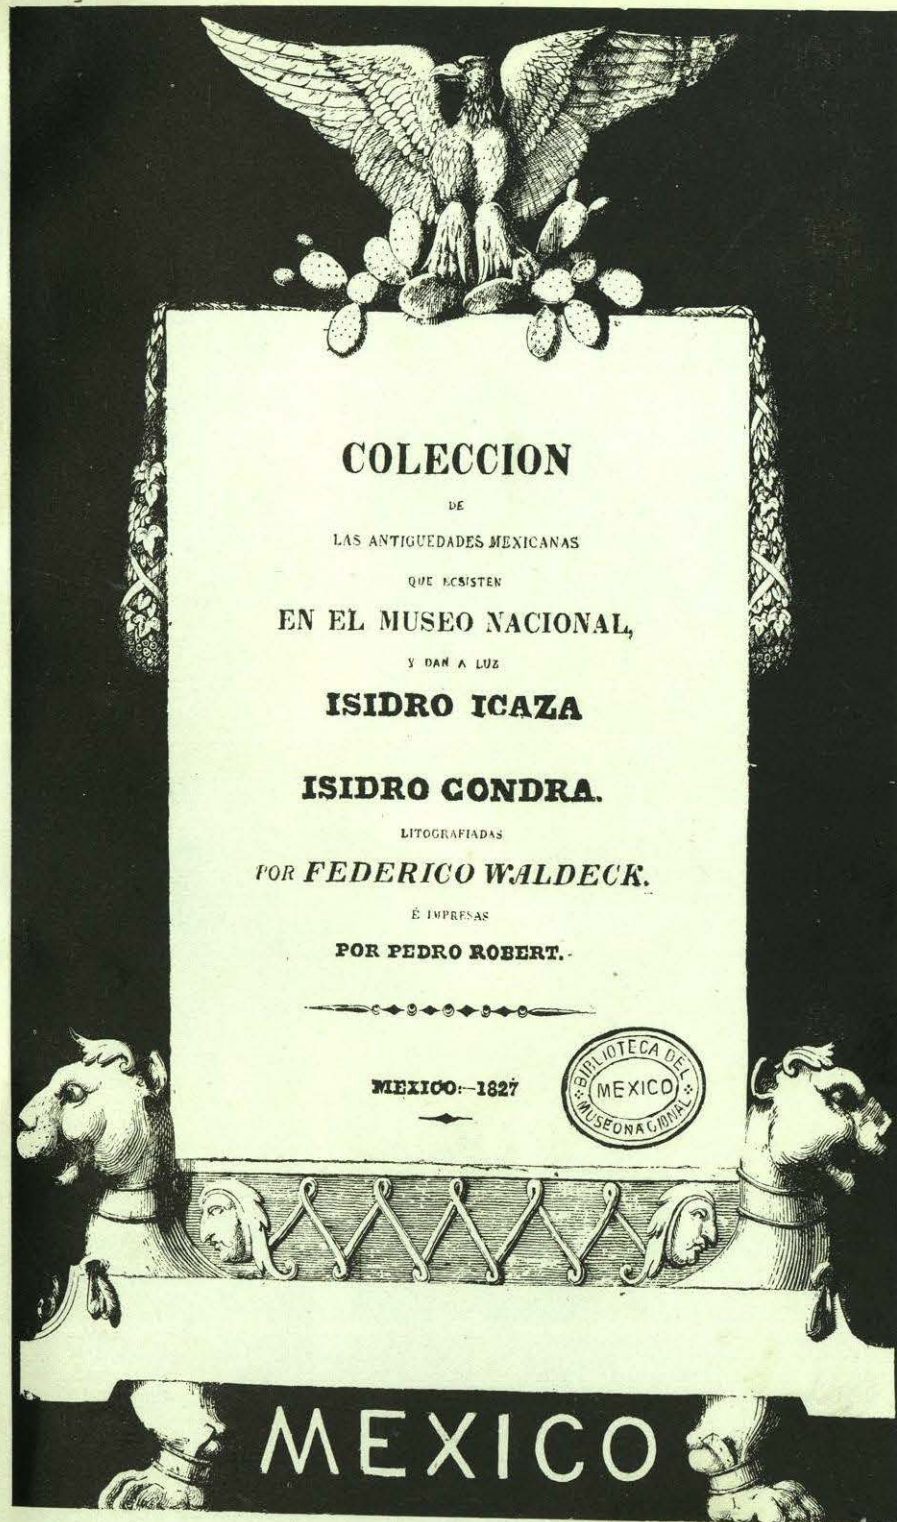 COLECCION
DE
LAS ANTIGUEDADES MEXICANAS
QUE ECSISTEN
EN EL MUSEO NACIONAL,
Y DAN A LUZ
ISIDRO ICAZA
ISIDRO GONDRA.
LITOGRAFIADAS
POR FEDERICO WALDECK.
É IMPRESAS
POR PEDRO ROBERT.
MEXICO:—1827
BIBLIOTECA DEL
MEXICO
MUSEO NACIONAL
MEXICO